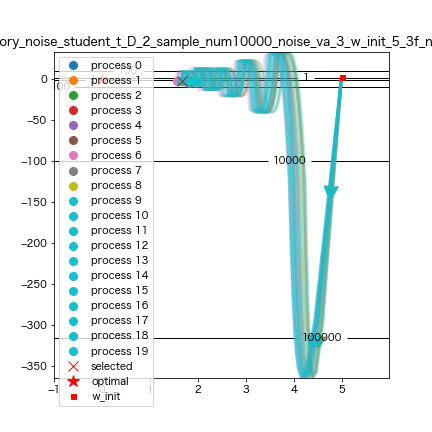 ory_noise_student_t_D_2_sample_num10000_noise_va_3_w_init_5_3f_n
process 0
process 1
process 2
process 3
process 4
process 5
process 6
process 7
process 8
process 9
process 10
process 11
process 12
process 13
process 14
process 15
process 16
process 17
process 18
process 19
selected
optimal
w_init
1
10000
100000
0
−50
−100
−150
−200
−250
−300
−350
−1
1
2
3
4
5